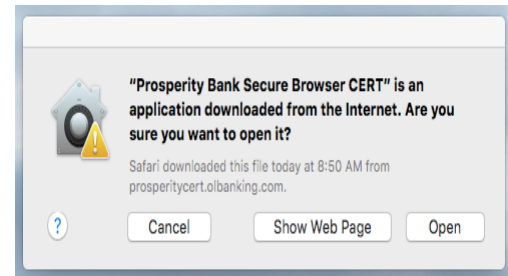 “Prosperity Bank Secure Browser CERT” is an
application downloaded from the Internet. Are you
sure you want to open it?
Safari downloaded this file today at 8:50 AM from
prosperitycert.olbanking.com.
?
Cancel
Show Web Page
Open